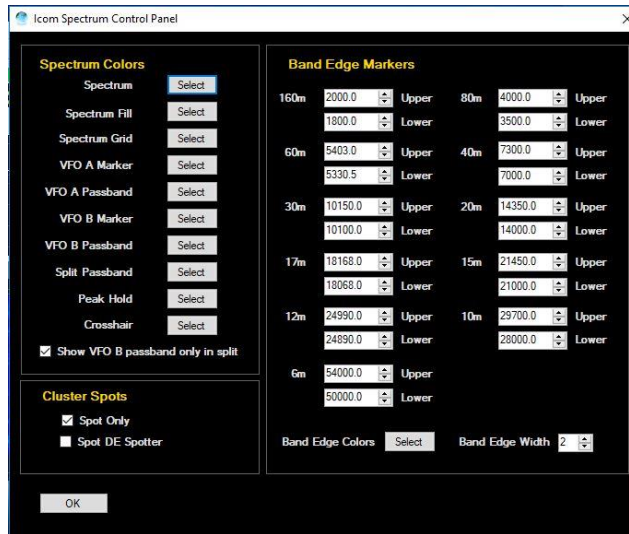 Icom Spectrum Control Panel
Spectrum Colors
Spectrum Select
Spectrum Fill Select
Spectrum Grid Select
VFO A Marker Select
VFO A Passband Select
VFO B Marker Select
VFO B Passband Select
Split Passband Select
Peak Hold Select
Crosshair Select
Show VFO B passband only in split
Cluster Spots
Spot Only
Spot DE Spotter
OK
Band Edge Markers
160m 2000.0 Upper 80m 4000.0 Upper
1800.0 Lower 3500.0 Lower
60m 5403.0 Upper 40m 7300.0 Upper
5330.5 Lower 7000.0 Lower
30m 10150.0 Upper 20m 14350.0 Upper
10100.0 Lower 14000.0 Lower
17m 18168.0 Upper 15m 21450.0 Upper
18068.0 Lower 21000.0 Lower
12m 24990.0 Upper 10m 29700.0 Upper
24890.0 Lower 28000.0 Lower
6m 54000.0 Upper
50000.0 Lower
Band Edge Colors Select Band Edge Width 2